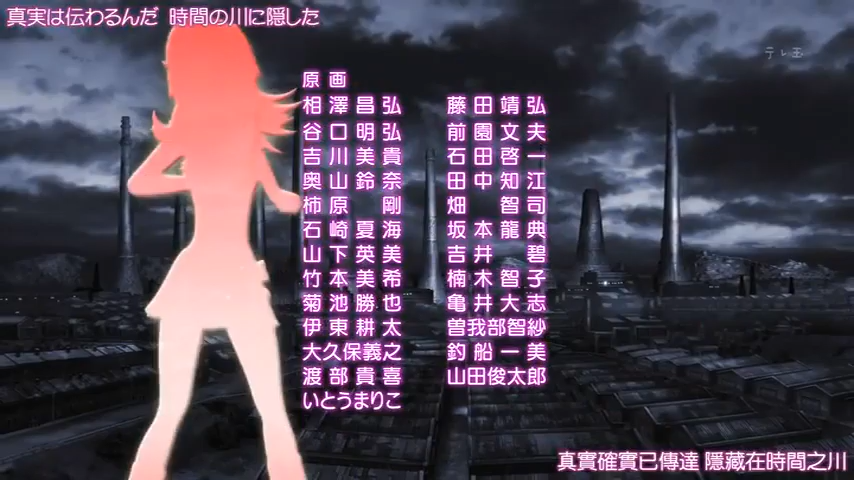 真実は伝わるんだ 時間の川に隠した
テレ玉
原画
相澤昌弘 藤田靖弘
谷口明弘 前園文夫
吉川美貴 石田啓一
奥山鈴奈 田中知江
柿原剛 畑智司
石崎夏海 坂本龍典
山下英美 吉井碧
竹本美希 楠木智子
菊池勝也 亀井大志
伊東耕太 曽我部智紗
大久保義之 釣船一美
渡部貴喜 山田俊太郎
いとうまりこ
真實確實已傳達 隱藏在時間之川